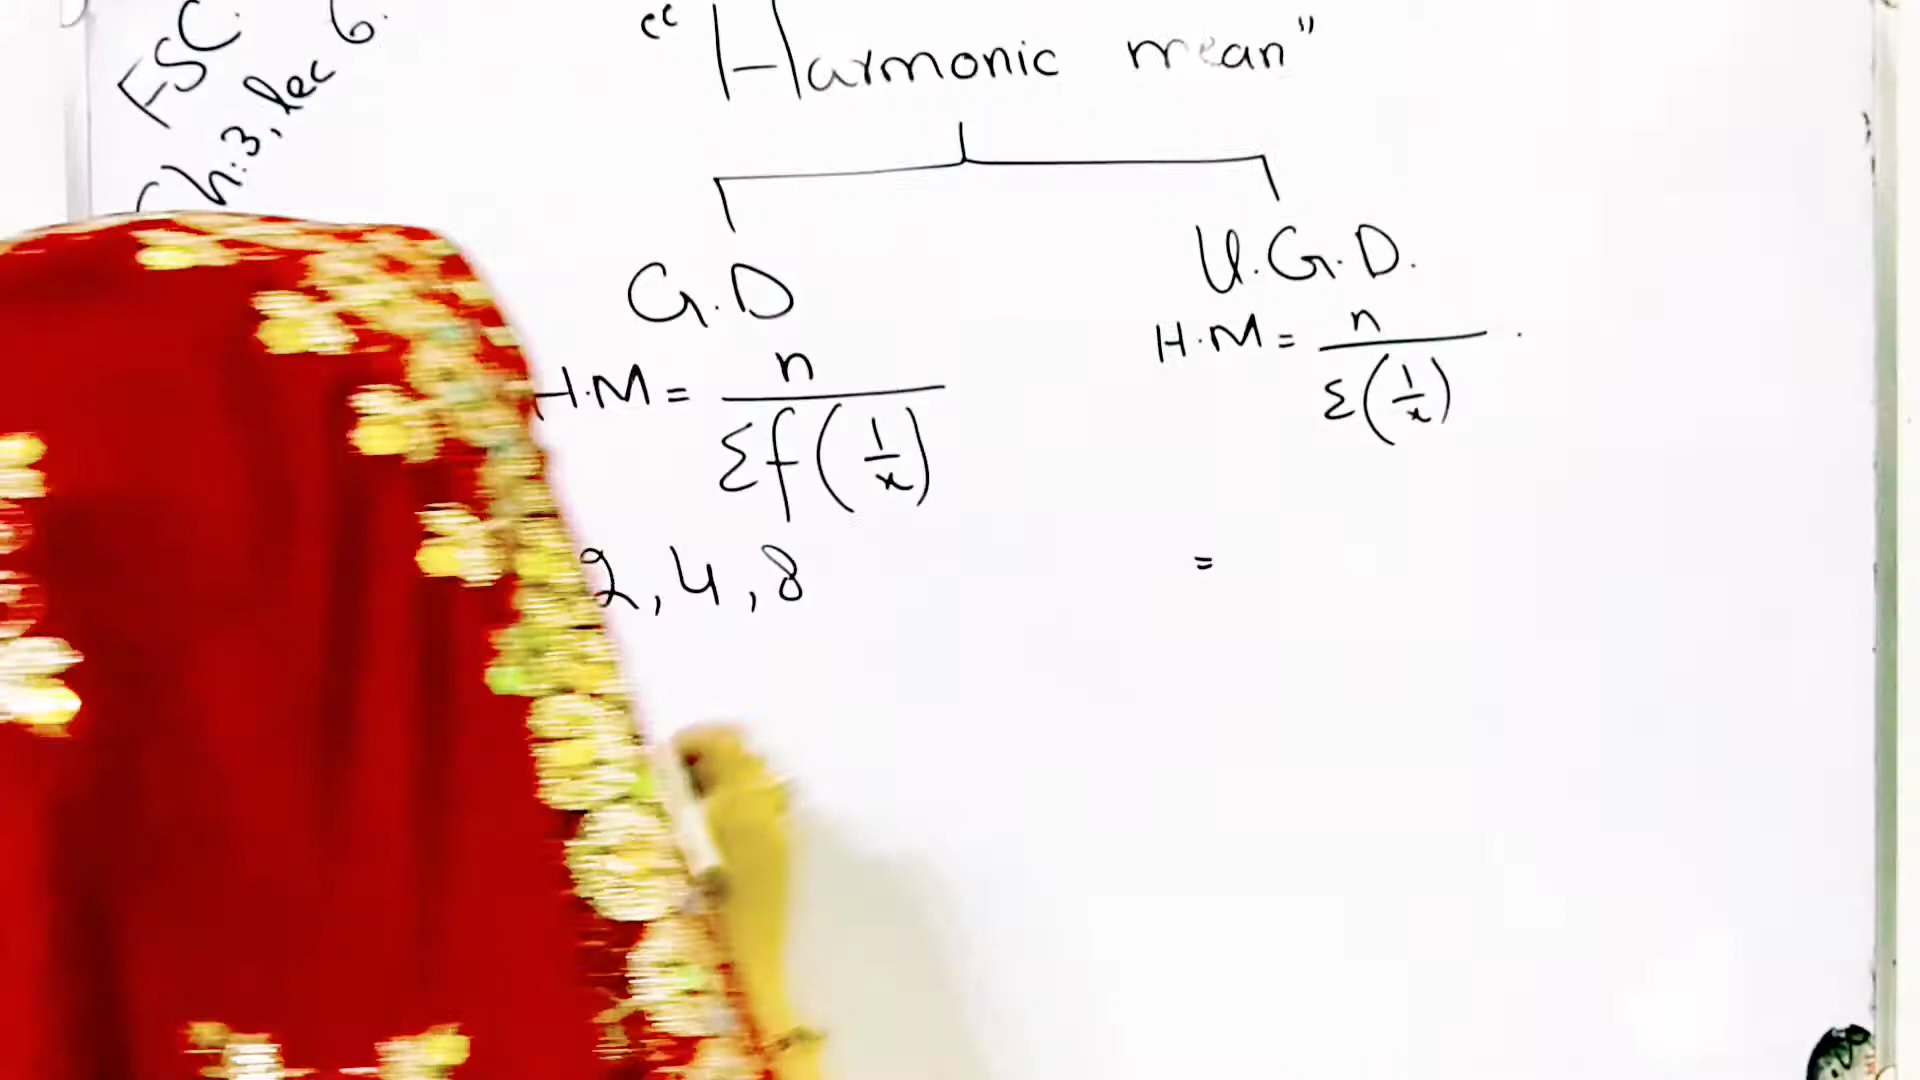 FSC.
Ch:3, lec 6.
"Harmonic mean"
G.D
H.M = n / Σf(1/x)
U.G.D.
H.M = n / Σ(1/x) .
2, 4, 8
=